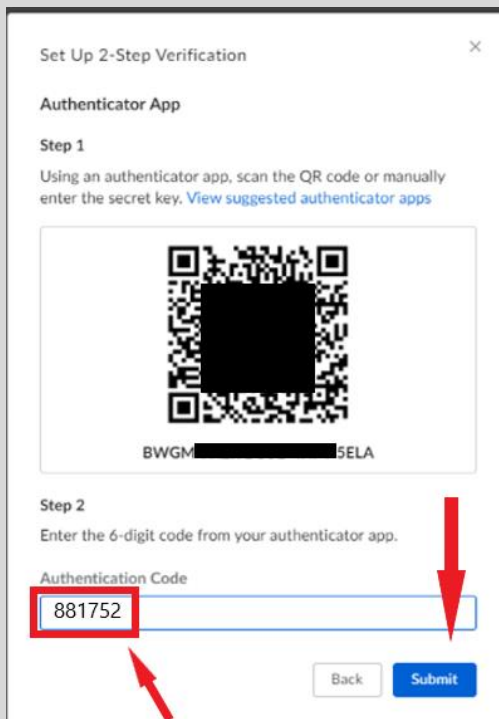 Set Up 2-Step Verification
Authenticator App
Step 1
Using an authenticator app, scan the QR code or manually
enter the secret key. View suggested authenticator apps
BWGM 5ELA
Step 2
Enter the 6-digit code from your authenticator app.
Authentication Code
881752
Back Submit